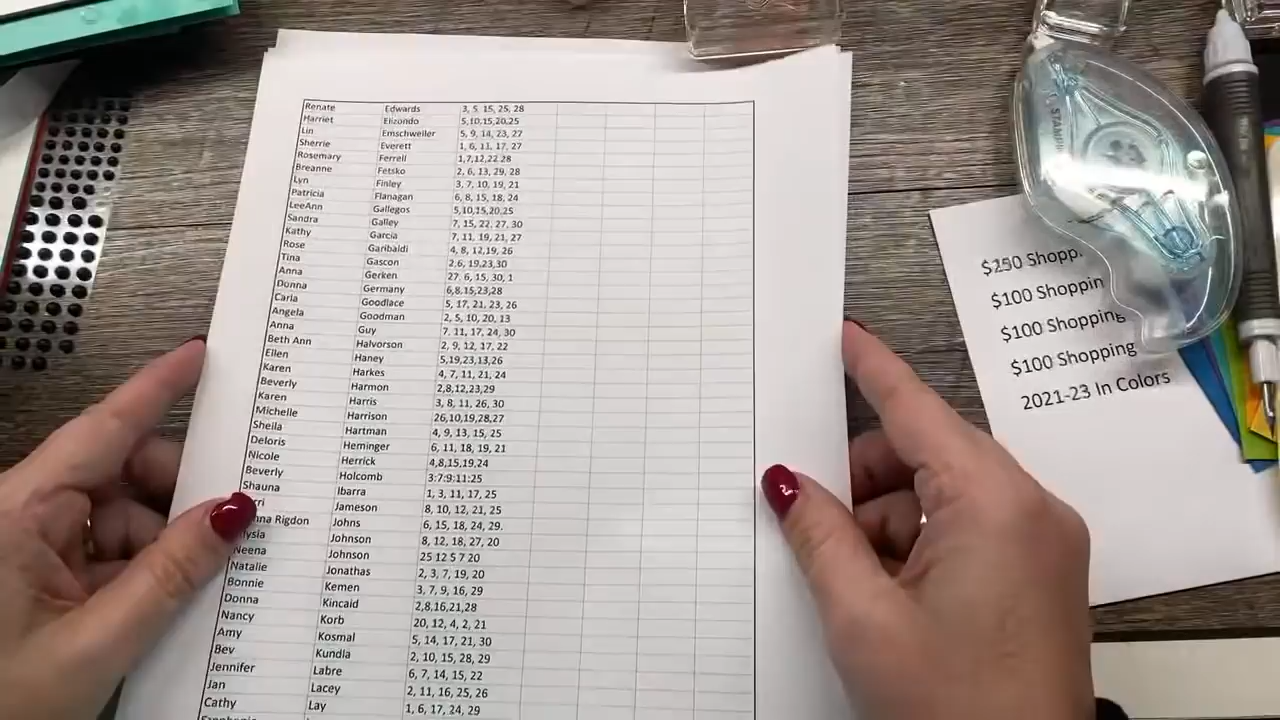 Renate Edwards 3, 5, 15, 25, 28
Harriet Elizondo 5,10,15,20,25
Lin Emschweiler 5, 9, 14, 23, 27
Sherrie Everett 1, 6, 11, 17, 27
Rosemary Ferrell 1,7,12,22 28
Breanne Fetsko 2, 6, 13, 29, 28
Lyn Finley 3, 7, 10, 19, 21
Patricia Flanagan 6, 8, 15, 18, 24
LeeAnn Gallegos 5,10,15,20,25
Sandra Galley 7, 15, 22, 27, 30
Kathy Garcia 7, 11, 19, 21, 27
Rose Garibaldi 4, 8, 12,19, 26
Tina Gascon 2,6, 19,23,30
Anna Gerken 27, 6, 15, 30, 1
Donna Germany 6,8,15,23,28
Carla Goodlace 5, 17, 21, 23, 26
Angela Goodman 2, 5, 10, 20, 13
Anna Guy 7, 11, 17, 24, 30
Beth Ann Halvorson 2, 9, 12, 17, 22
Ellen Haney 5,19,23,13,26
Karen Harkes 4, 7, 11, 21, 24
Beverly Harmon 2,8,12,23,29
Karen Harris 3, 8, 11, 26, 30
Michelle Harrison 26,10,19,28,27
Sheila Hartman 4, 9, 13, 15, 25
Deloris Heminger 6, 11, 18, 19, 21
Nicole Herrick 4,8,15,19,24
Beverly Holcomb 3:7:9:11:25
Shauna Ibarra 1, 3, 11, 17, 25
Jameson 8, 10, 12, 21, 25
Rigdon Johns 6, 15, 18, 24, 29.
Johnson 8, 12, 18, 27, 20
Neena Johnson 25 12 5 7 20
Natalie Jonathas 2, 3, 7, 19, 20
Bonnie Kemen 3, 7, 9, 16, 29
Donna Kincaid 2,8,16,21,28
Nancy Korb 20, 12, 4, 2, 21
Amy Kosmal 5, 14, 17, 21, 30
Bev Kundla 2, 10, 15, 28, 29
Jennifer Labre 6, 7, 14, 15, 22
Jan Lacey 2, 11, 16, 25, 26
Cathy Lay 1, 6, 17, 24, 29
$250 Shopp
$100 Shoppin
$100 Shopping
$100 Shopping
2021-23 In Colors